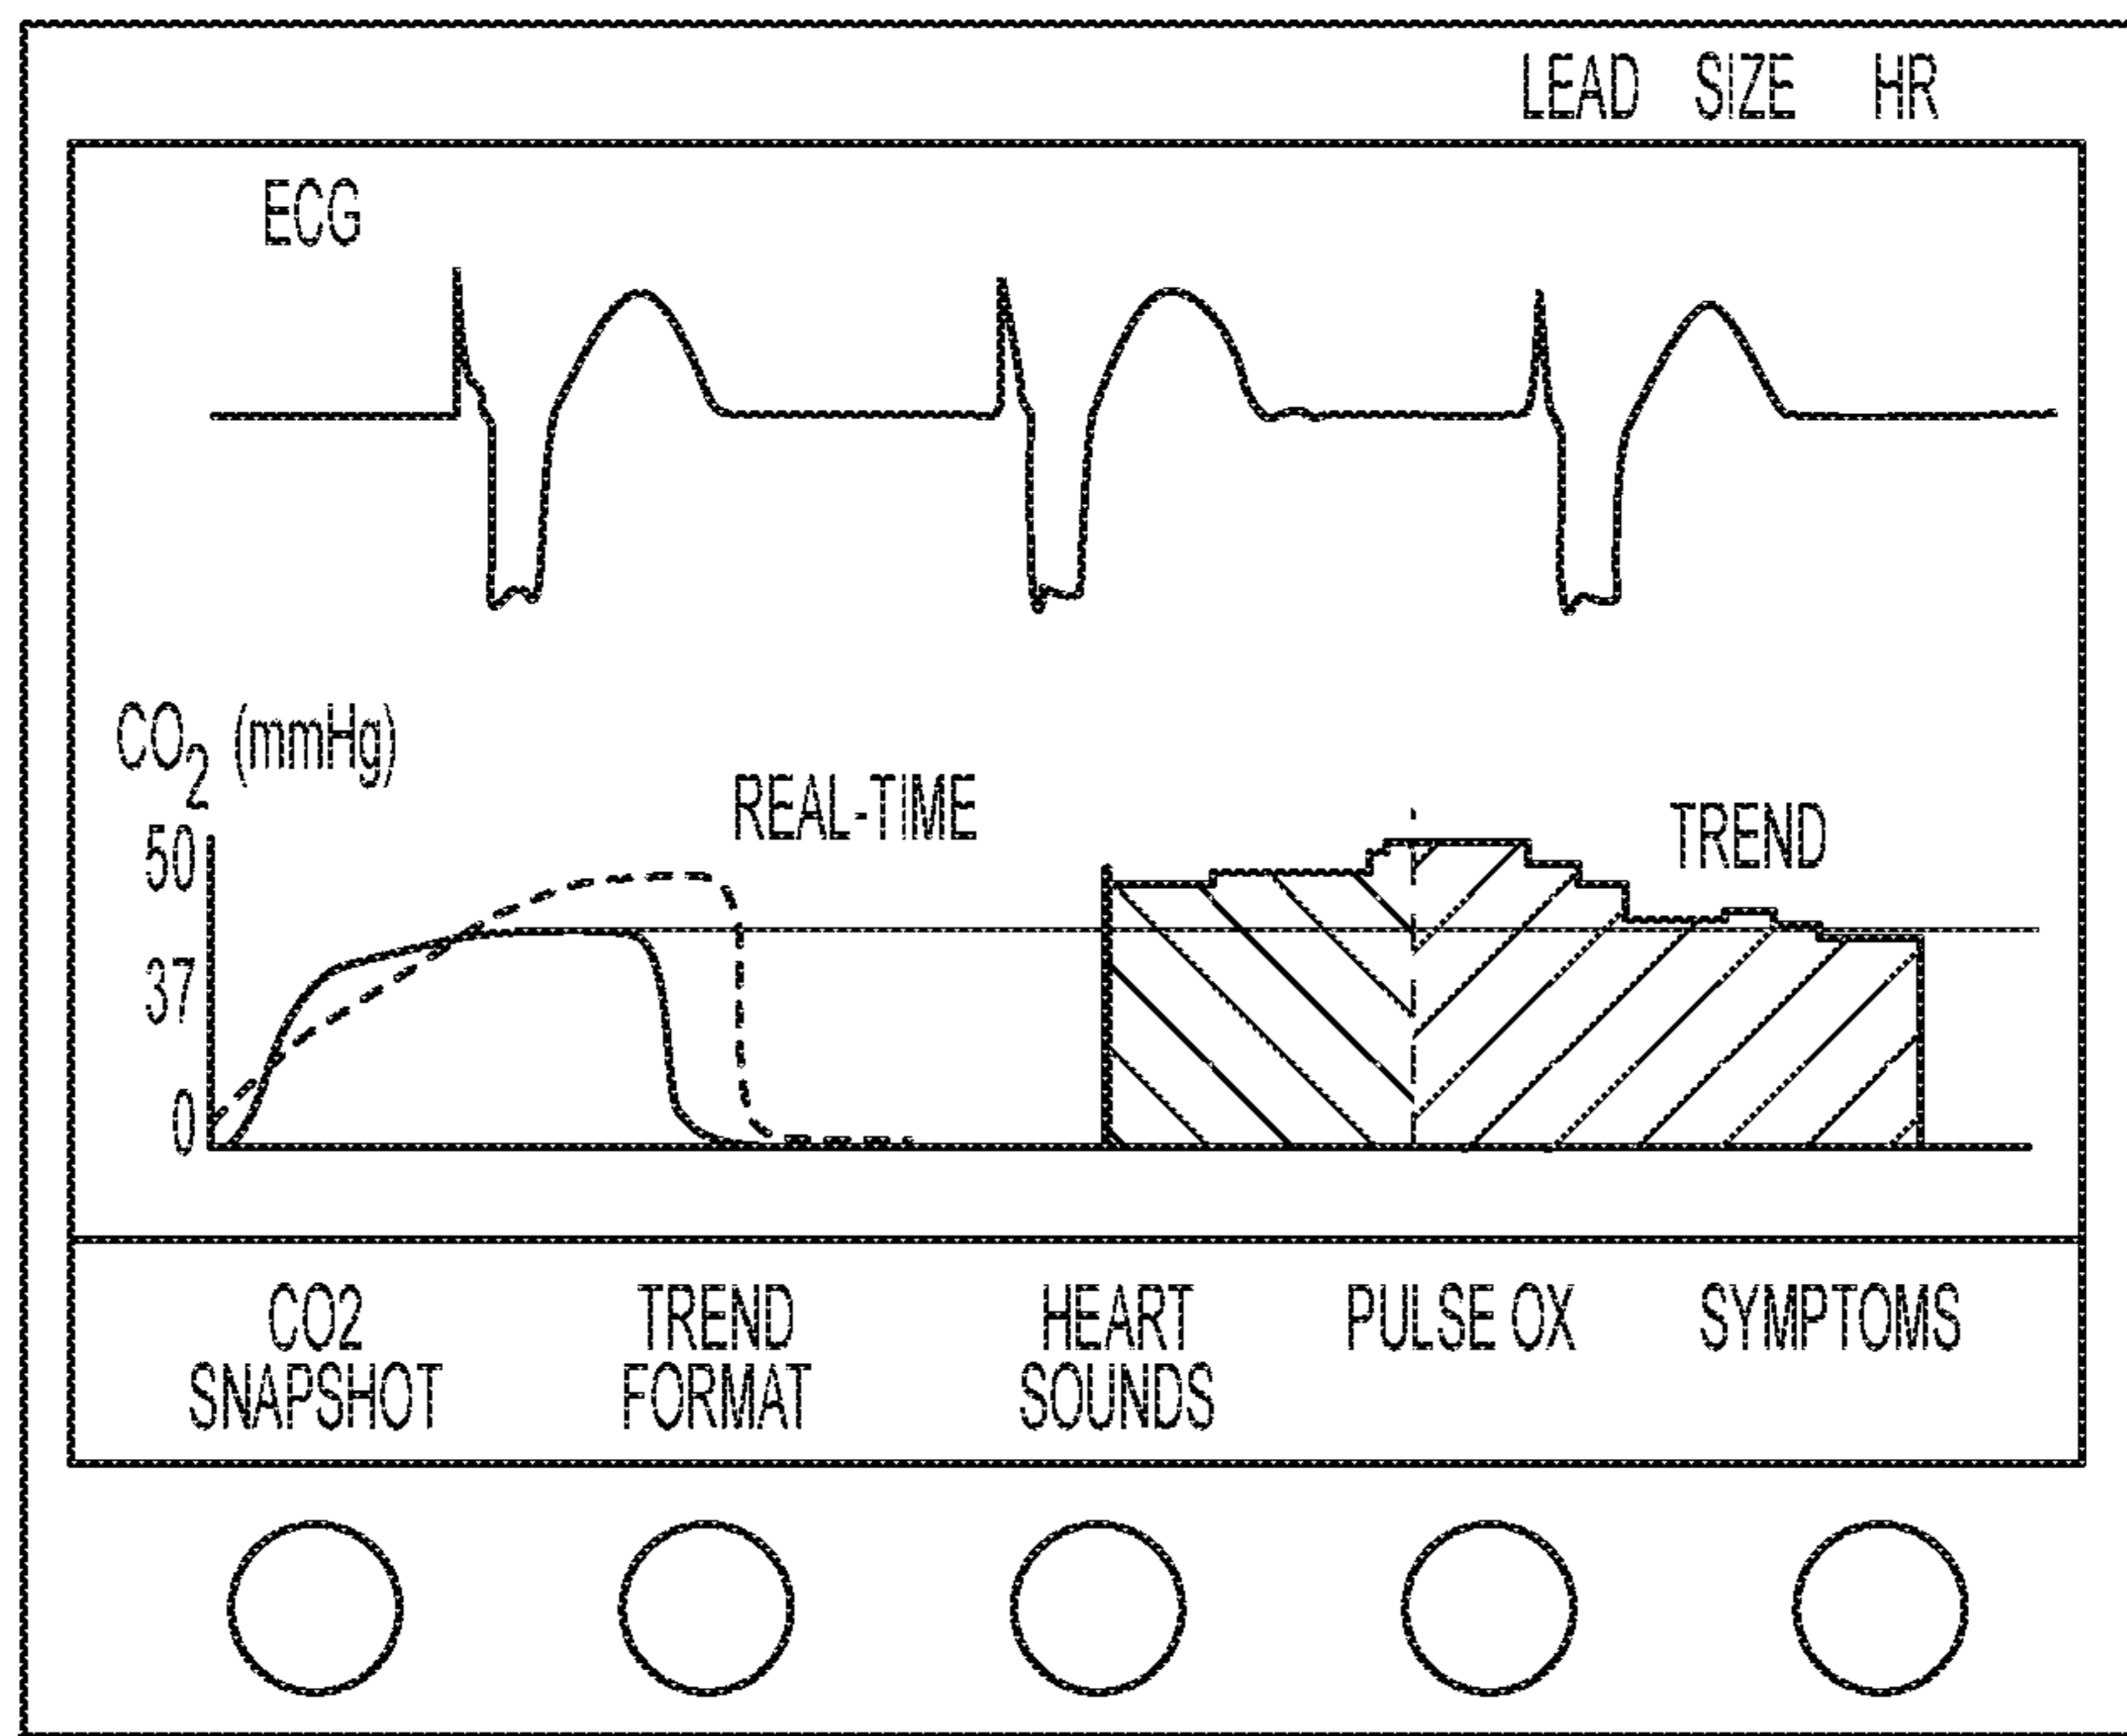 LEAD SIZE HR
ECG
CO₂ (mmHg)
REAL-TIME
TREND
50
37
0
CO2 SNAPSHOT
TREND FORMAT
HEART SOUNDS
PULSE OX
SYMPTOMS